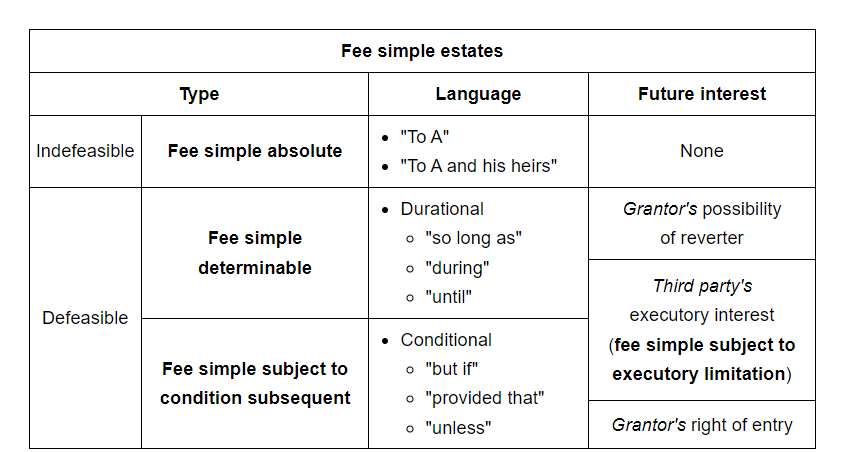 Fee simple estates
Type
Language
Future interest
Indefeasible
Fee simple absolute
• "To A"
• "To A and his heirs"
None
Defeasible
Fee simple
determinable
• Durational
○ "so long as"
○ "during"
○ "until"
Grantor's possibility
of reverter
Third party's
executory interest
(fee simple subject to
executory limitation)
Fee simple subject to
condition subsequent
• Conditional
○ "but if"
○ "provided that"
○ "unless"
Grantor's right of entry